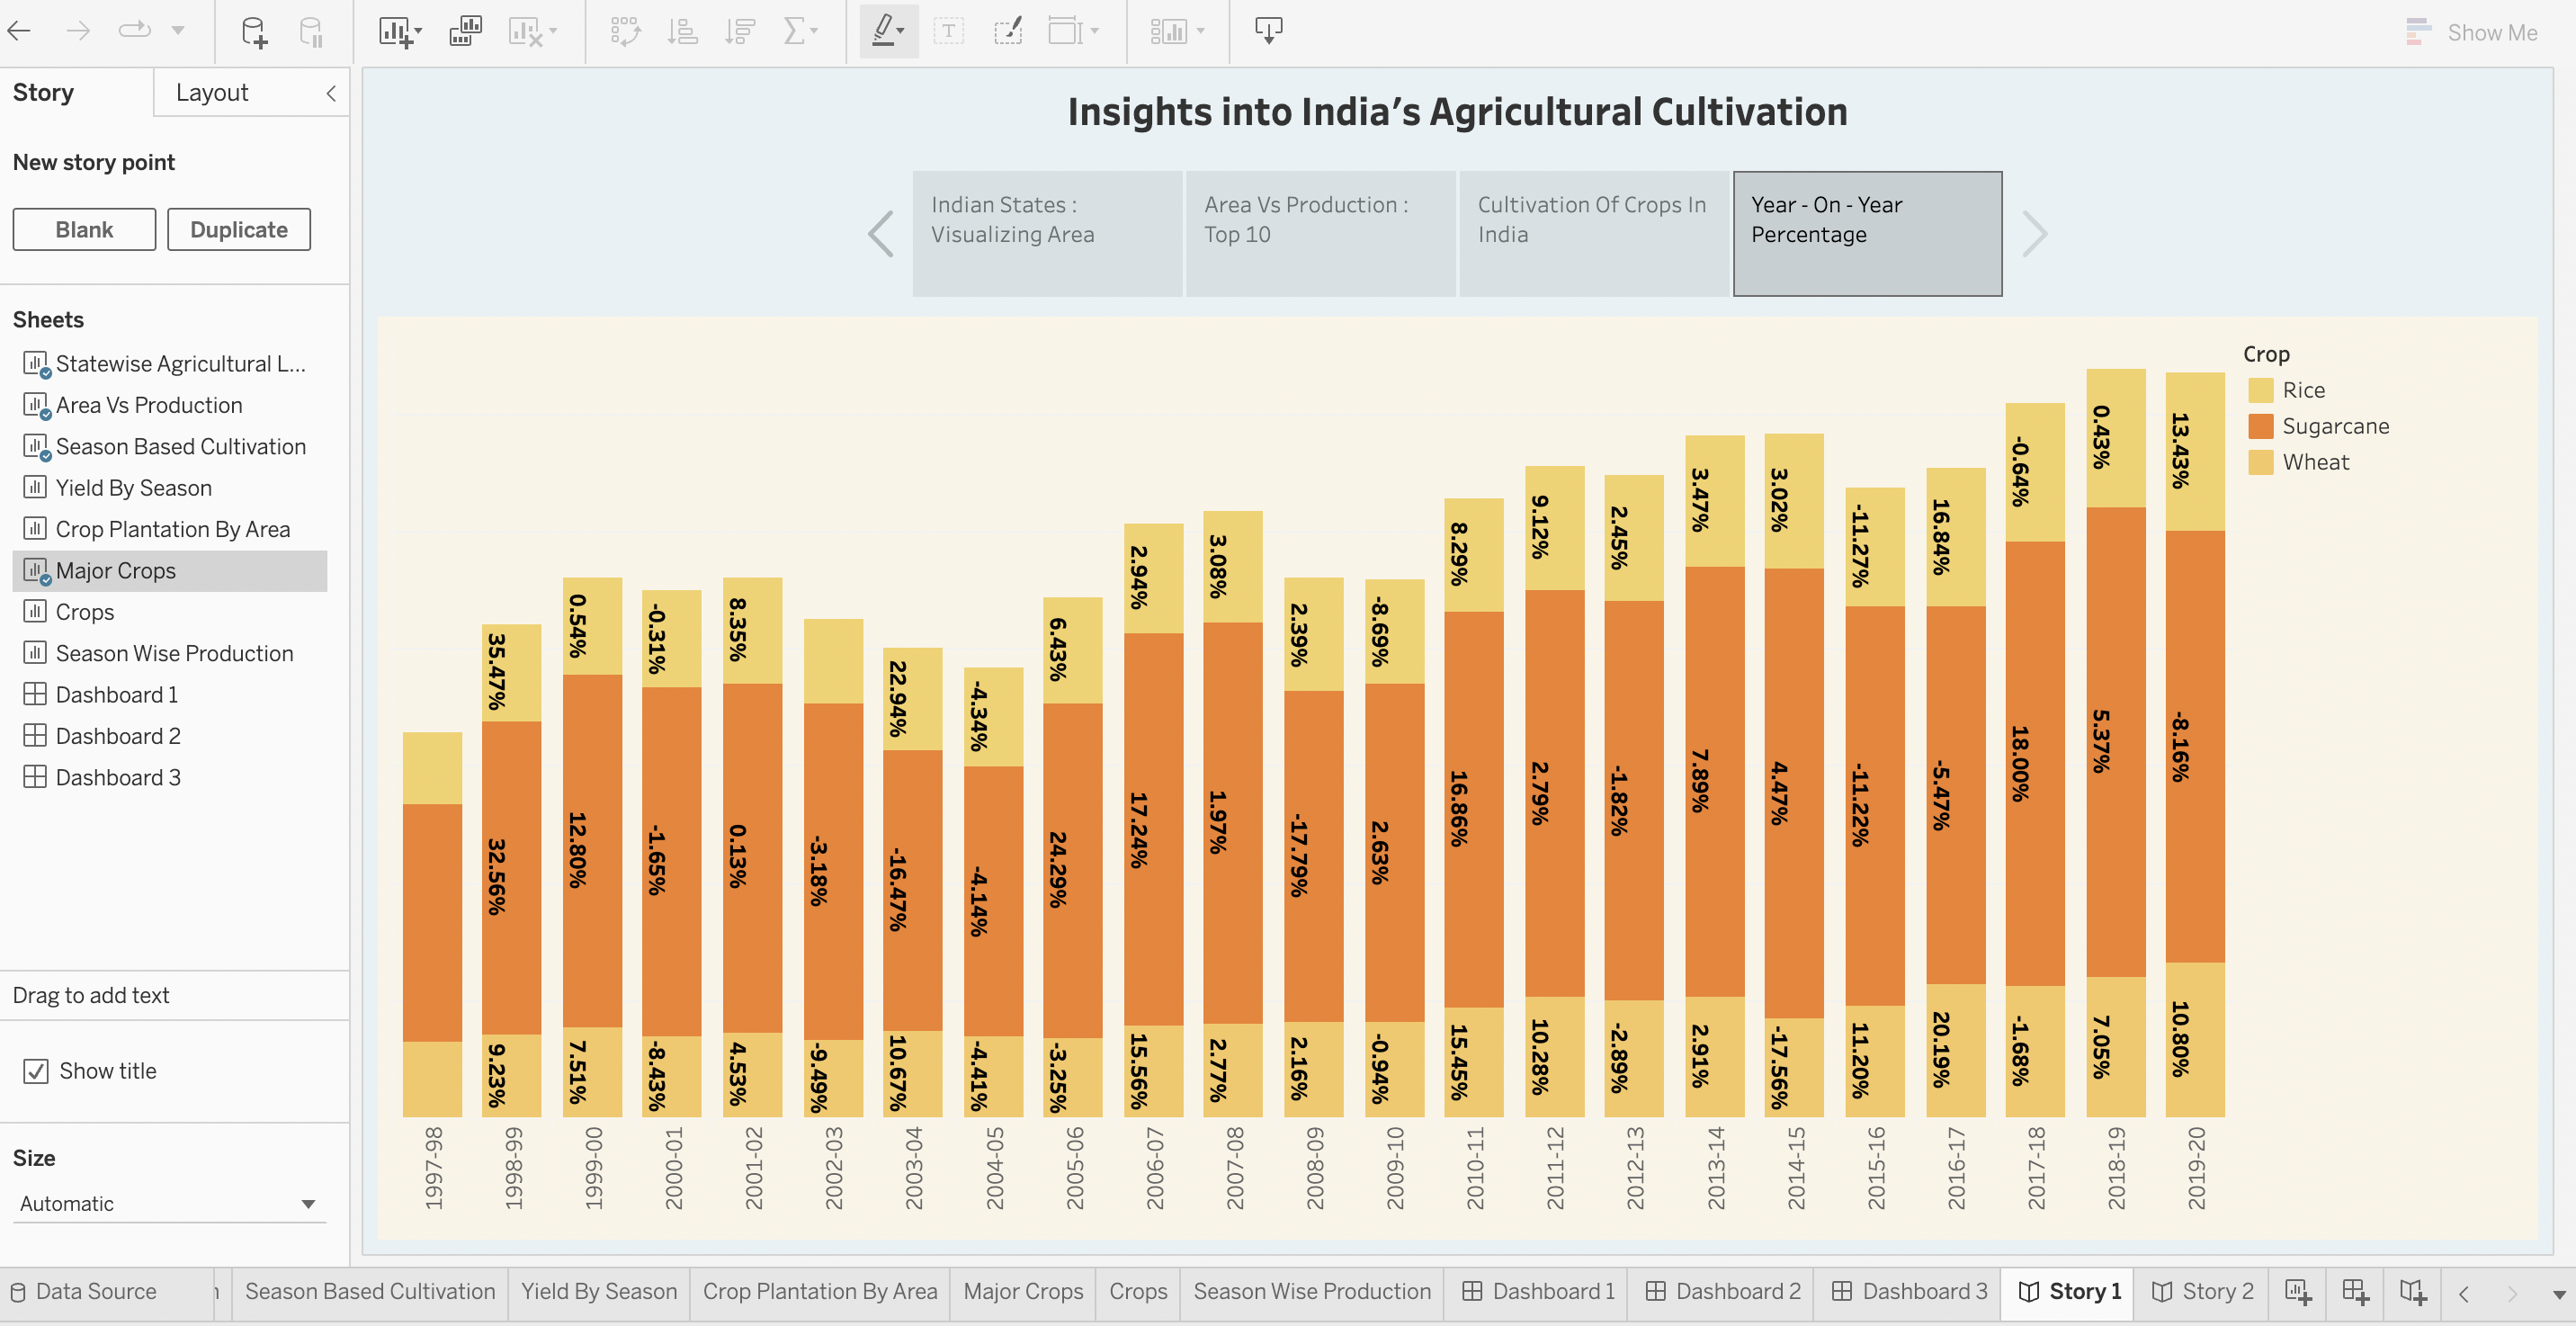 Show Me
Story
Layout
New story point
Blank
Duplicate
Sheets
Statewise Agricultural L...
Area Vs Production
Season Based Cultivation
Yield By Season
Crop Plantation By Area
Major Crops
Crops
Season Wise Production
Dashboard 1
Dashboard 2
Dashboard 3
Drag to add text
Show title
Size
Automatic
Insights into India’s Agricultural Cultivation
Indian States :
Visualizing Area
Area Vs Production :
Top 10
Cultivation Of Crops In
India
Year - On - Year
Percentage
Crop
Rice
Sugarcane
Wheat
35.47%
32.56%
9.23%
0.54%
12.80%
7.51%
-0.31%
-1.65%
-8.43%
8.35%
0.13%
4.53%
-3.18%
-9.49%
22.94%
-16.47%
10.67%
-4.34%
-4.14%
-4.41%
6.43%
24.29%
-3.25%
2.94%
17.24%
15.56%
3.08%
1.97%
2.77%
2.39%
-17.79%
2.16%
-8.69%
2.63%
-0.94%
8.29%
16.86%
15.45%
9.12%
2.79%
10.28%
2.45%
-1.82%
-2.89%
3.47%
7.89%
2.91%
3.02%
4.47%
-17.56%
-11.27%
-11.22%
11.20%
16.84%
-5.47%
20.19%
-0.64%
18.00%
-1.68%
0.43%
5.37%
7.05%
13.43%
-8.16%
10.80%
1997-98
1998-99
1999-00
2000-01
2001-02
2002-03
2003-04
2004-05
2005-06
2006-07
2007-08
2008-09
2009-10
2010-11
2011-12
2012-13
2013-14
2014-15
2015-16
2016-17
2017-18
2018-19
2019-20
Data Source
Season Based Cultivation
Yield By Season
Crop Plantation By Area
Major Crops
Crops
Season Wise Production
Dashboard 1
Dashboard 2
Dashboard 3
Story 1
Story 2